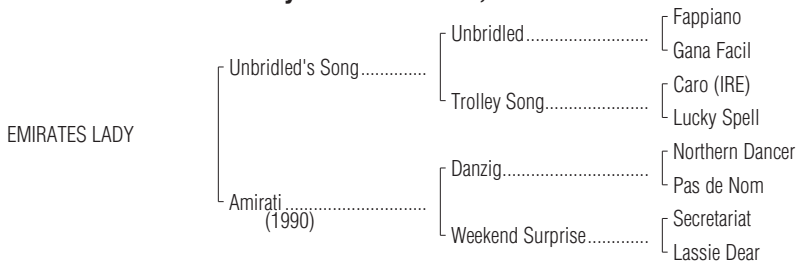 Fappiano
Unbridled........................
Gana Facil
Unbridled's Song..............
Caro (IRE)
Trolley Song.....................
Lucky Spell
EMIRATES LADY
Northern Dancer
Danzig.............................
Pas de Nom
Amirati ............................
(1990)
Secretariat
Weekend Surprise.............
Lassie Dear